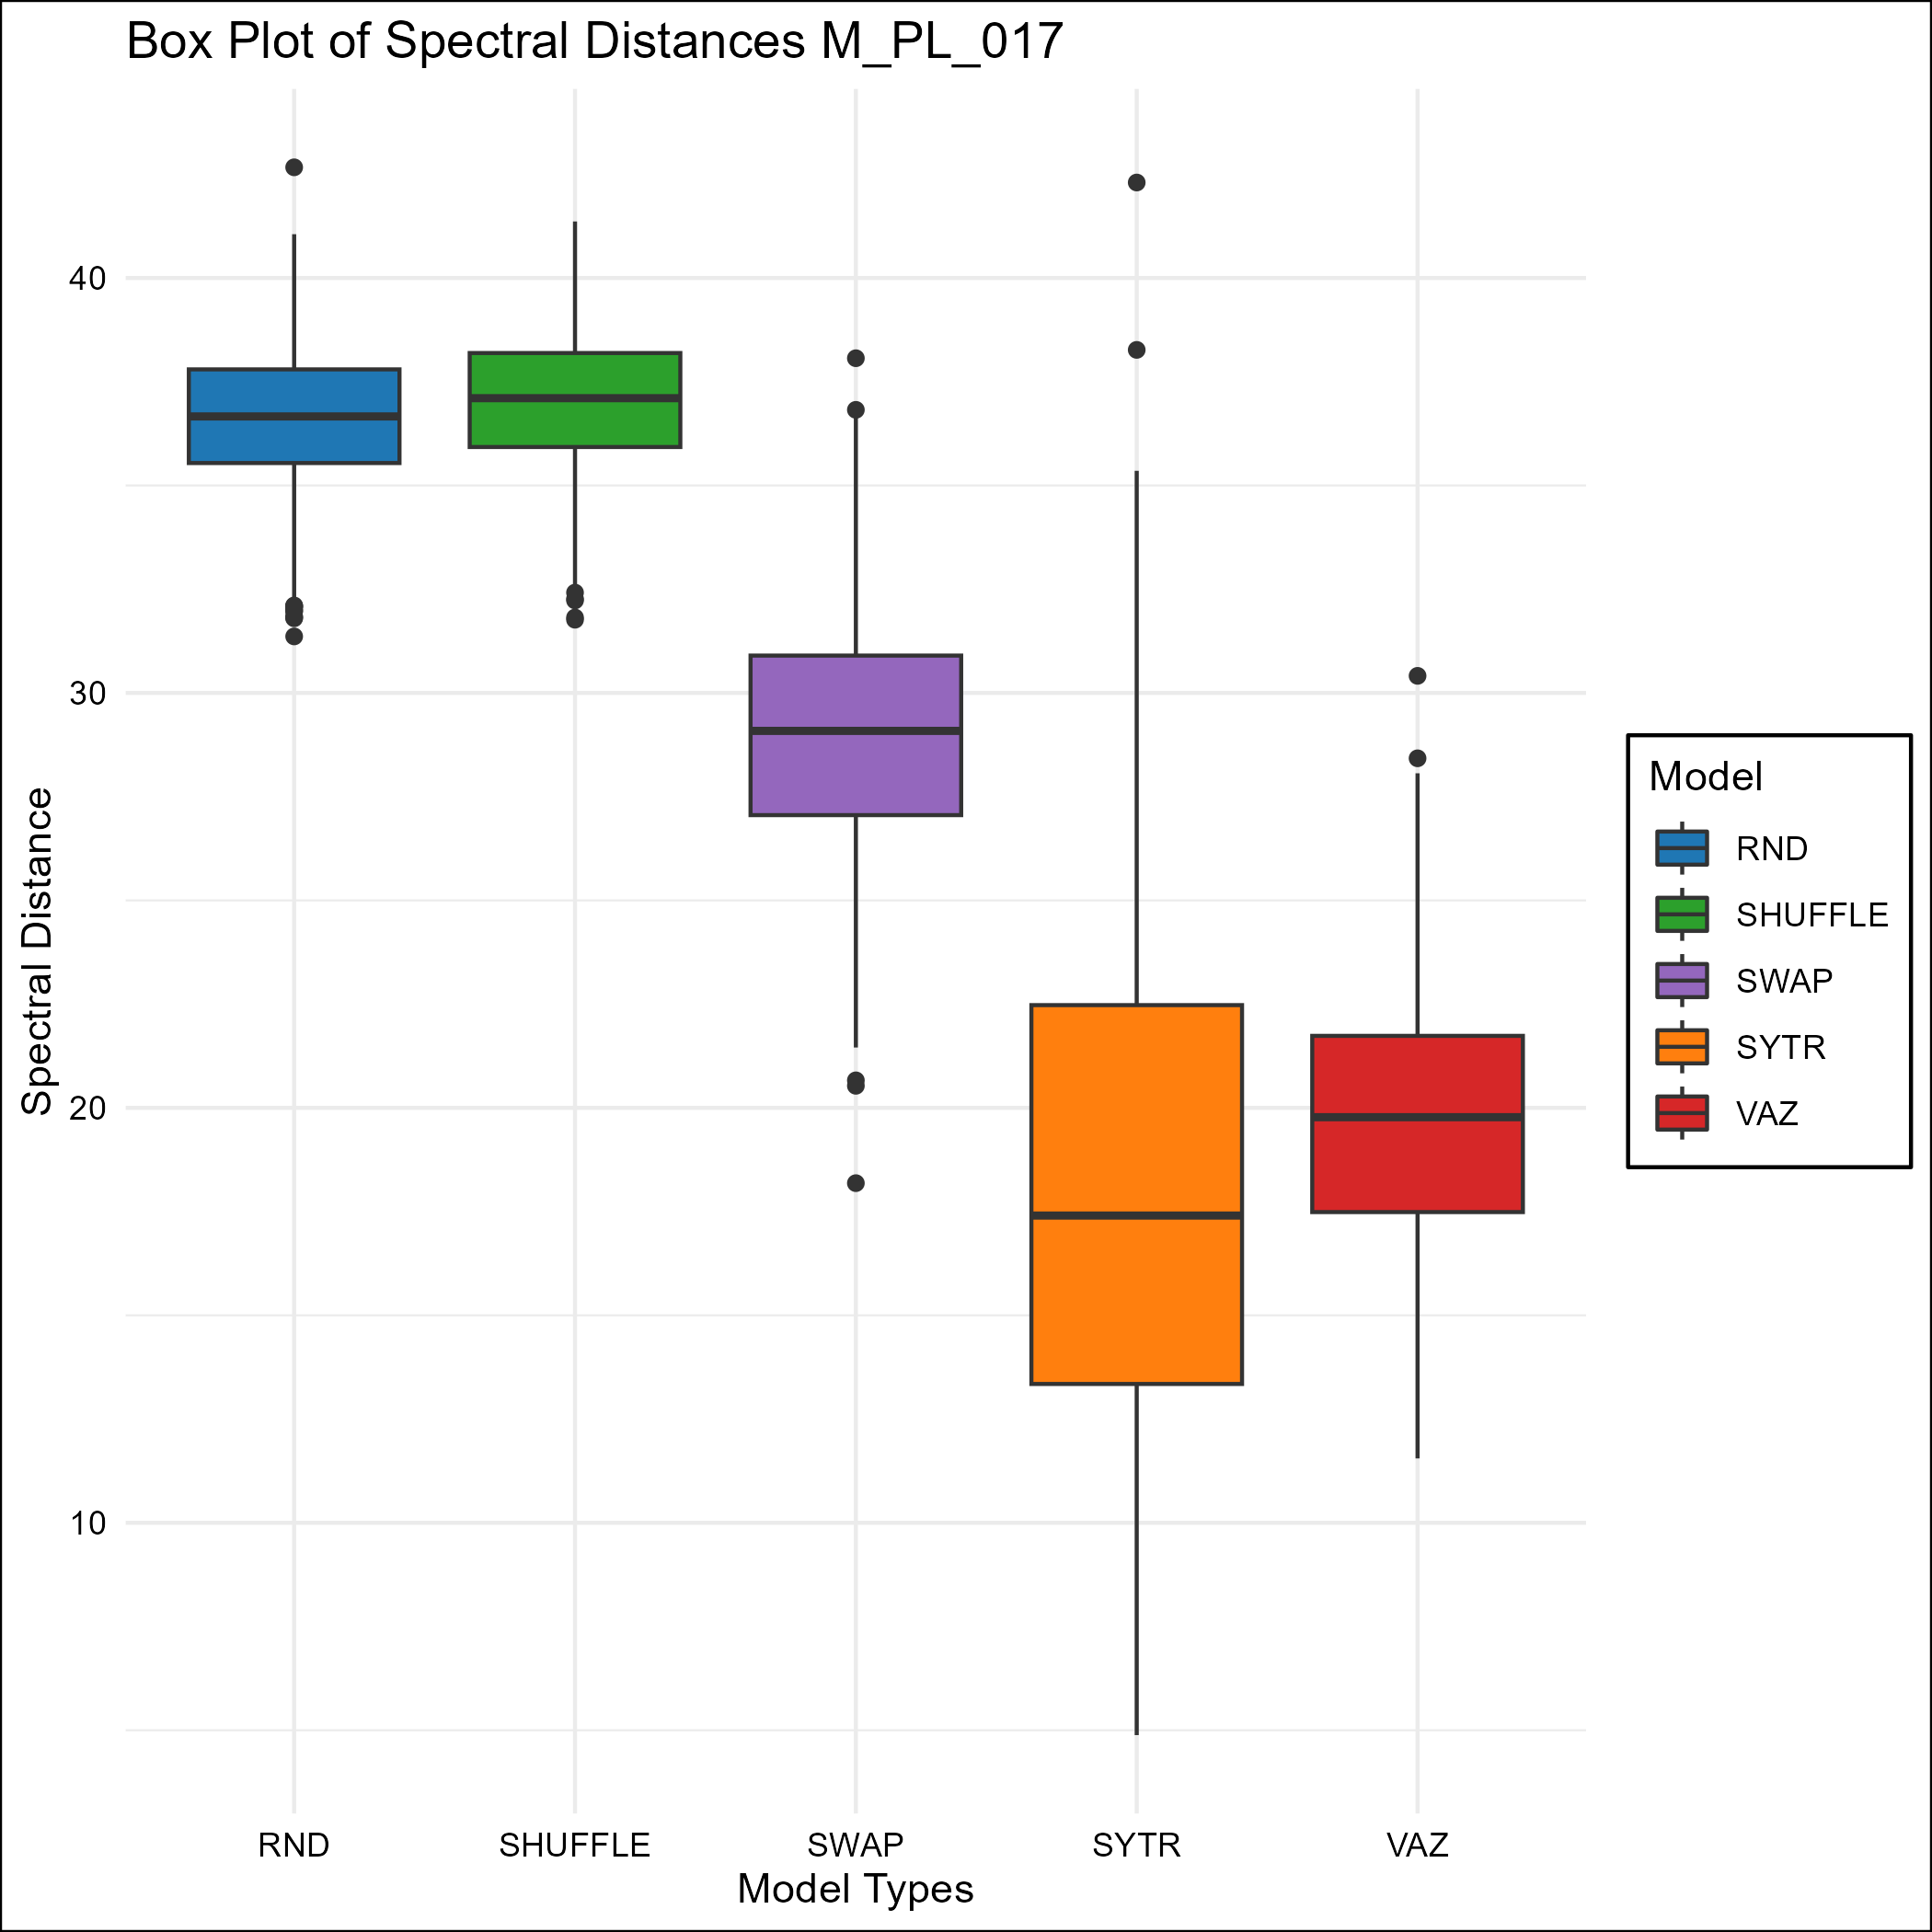 Box Plot of Spectral Distances M_PL_017
Spectral Distance
40
30
20
10
RND
SHUFFLE
SWAP
SYTR
VAZ
Model Types
Model
RND
SHUFFLE
SWAP
SYTR
VAZ